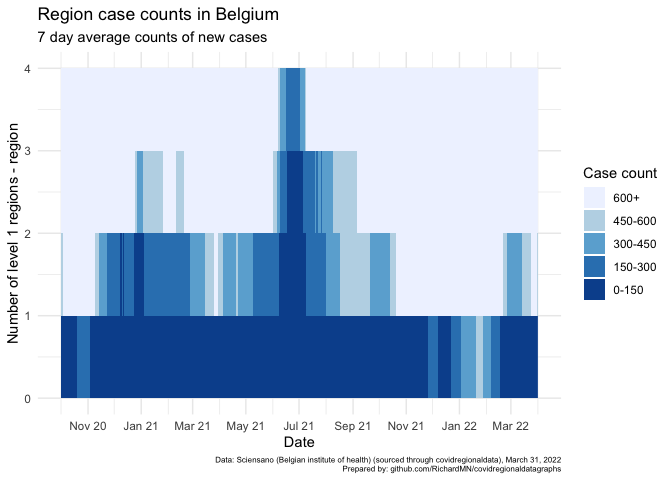 Region case counts in Belgium
7 day average counts of new cases
Number of level 1 regions - region
4
3
2
1
0
Nov 20 Jan 21 Mar 21 May 21 Jul 21 Sep 21 Nov 21 Jan 22 Mar 22
Date
Case count
600+
450-600
300-450
150-300
0-150
Data: Sciensano (Belgian institute of health) (sourced through covidregionaldata), March 31, 2022
Prepared by: github.com/RichardMN/covidregionaldatagraphs